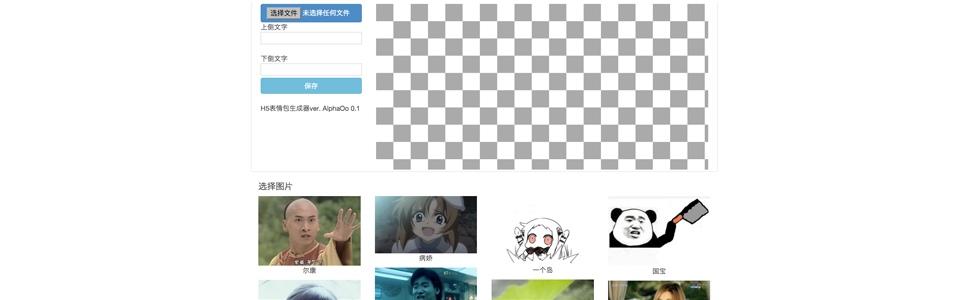 选择文件 未选择任何文件
上侧文字
下侧文字
保存
H5表情包生成器ver. AlphaOo 0.1
选择图片
尔康
病娇
一个岛
国宝